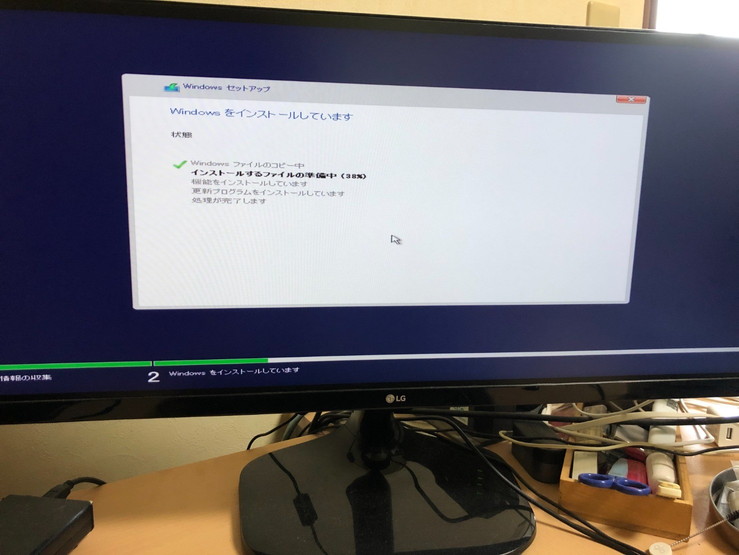 Windows セットアップ
Windows をインストールしています
状態
Windows ファイルのコピー中
インストールするファイルの準備中 (38%)
機能をインストールしています
更新プログラムをインストールしています
処理が完了します
情報の収集
2 Windows をインストールしています
LG